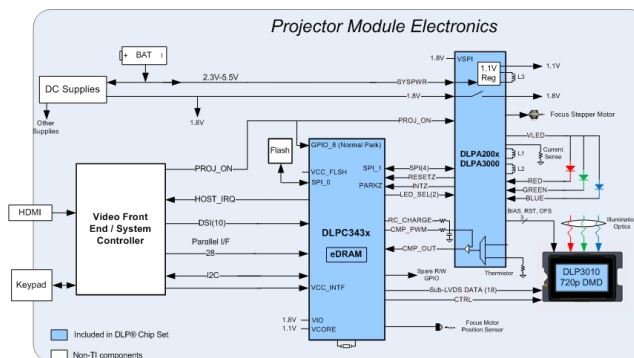 Projector Module Electronics
+ BAT -
1.8V
VSPI
1.1V
Reg
1.1V
L3
2.3V-5.5V
SYSPWR
DC Supplies
1.8V
1.8V
Other
Supplies
1.8V
Focus Stepper Motor
PROJ_ON
VLED
GPIO_8 (Normal Park)
DLPA200x
DLPA3000
Current
Sense
Flash
L1
PROJ_ON
VCC_FLSH
SPI_1
SPI(4)
L2
SPI_0
RESETZ
RED
PARKZ
INTZ
GREEN
HOST_IRQ
LED_SEL(2)
BLUE
HDMI
Video Front
End / System
Controller
DSI(10)
DLPC343x
RC_CHARGE
BIAS, RST, OFS
3
Illumination
Optics
CMP_PWM
Parallel I/F
28
eDRAM
CMP_OUT
Thermistor
DLP3010
720p DMD
I2C
Spare R/W
GPIO
Keypad
VCC_INTF
Sub-LVDS DATA (18)
CTRL
1.8V
VIO
1.1V
VCORE
Focus Motor
Position Sensor
Included in DLP® Chip Set
Non-TI components